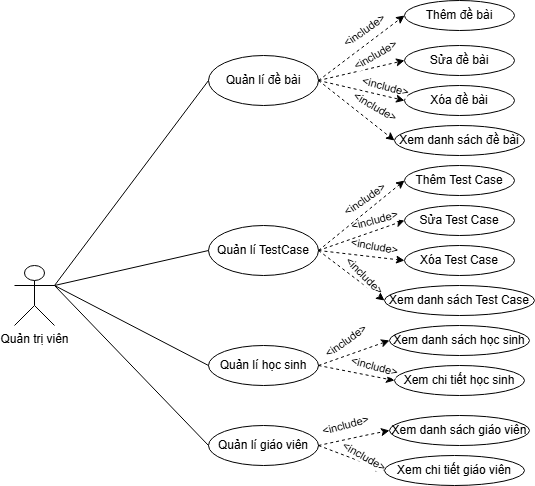 Thêm đề bài
<include>
Sửa đề bài
<include>
Quản lí đề bài
<include>
Xóa đề bài
<include>
Xem danh sách đề bài
Thêm Test Case
<include>
Sửa Test Case
<include>
Quản lí TestCase
<include>
Xóa Test Case
<include>
Xem danh sách Test Case
Quản trị viên
Xem danh sách học sinh
<include>
Quản lí học sinh
<include>
Xem chi tiết học sinh
<include>
Xem danh sách giáo viên
Quản lí giáo viên
<include>
Xem chi tiết giáo viên